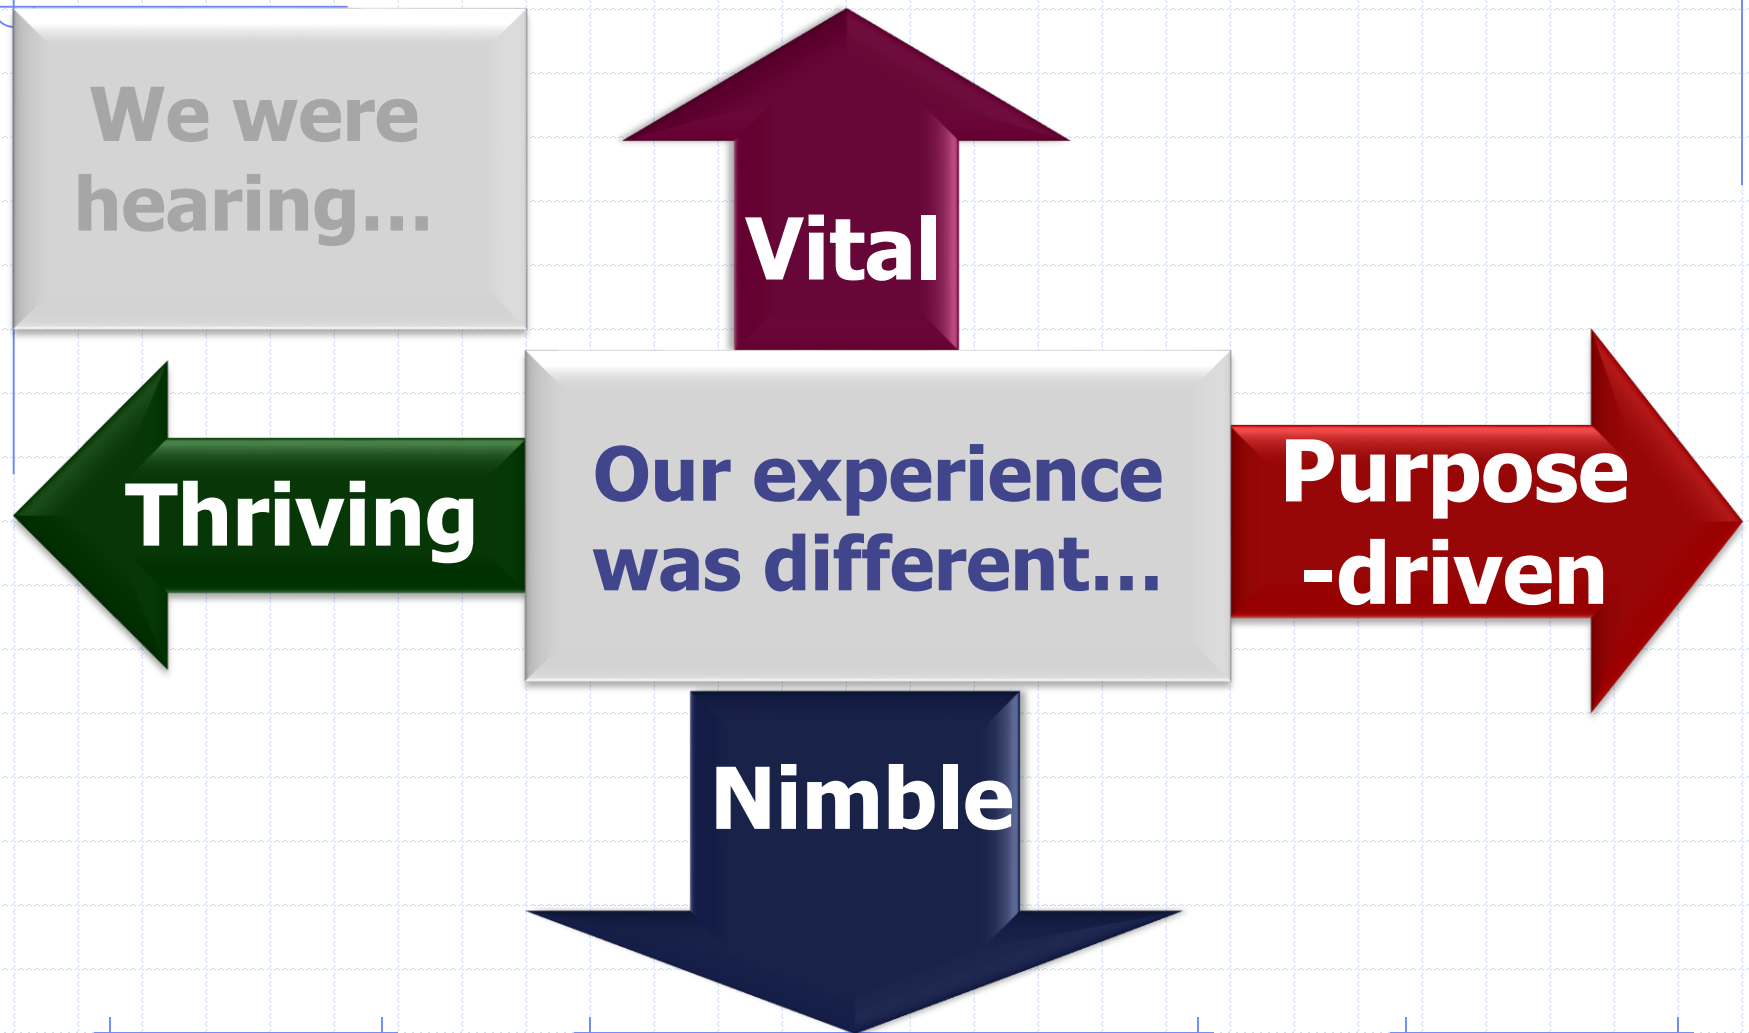 We were
hearing...
Vital
Thriving
Our experience
was different...
Purpose
-driven
Nimble